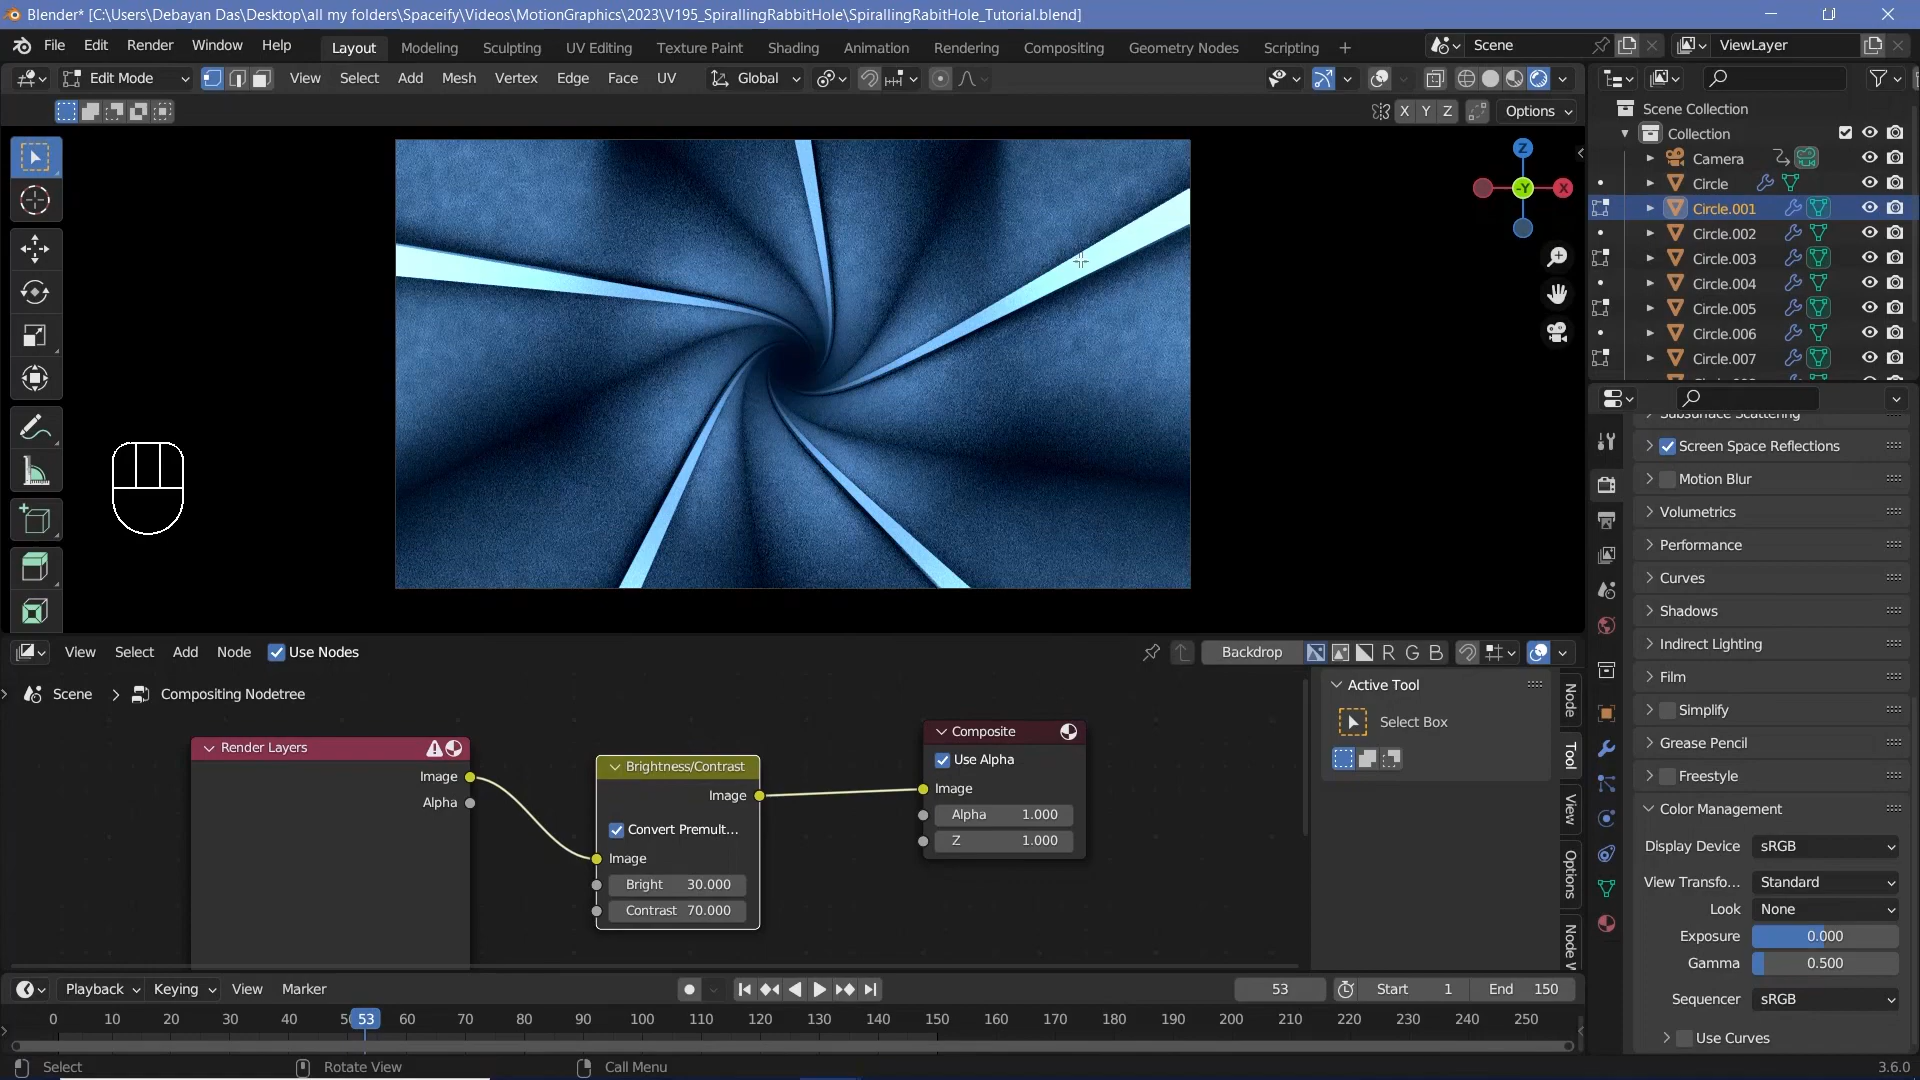 Blender* [C:\Users\Debayan Das\Desktop\all my folders\Spaceify\Videos\MotionGraphics\2023\V195_SpirallingRabbitHole\SpirallingRabitHole_Tutorial.blend]
File Edit Render Window Help Layout Modeling Sculpting UV Editing Texture Paint Shading Animation Rendering Compositing Geometry Nodes Scripting + Scene ViewLayer
Edit Mode View Select Add Mesh Vertex Edge Face UV Global
X Y Z Options
Scene Collection
Collection
Camera
Circle
Circle.001
Circle.002
Circle.003
Circle.004
Circle.005
Circle.006
Circle.007
Z
-Y X
Screen Space Reflections
Motion Blur
Volumetrics
Performance
Curves
Shadows
Indirect Lighting
Film
Simplify
Grease Pencil
Freestyle
Color Management
Display Device sRGB
View Transfo... Standard
Look None
Exposure 0.000
Gamma 0.500
Sequencer sRGB
Use Curves
View Select Add Node Use Nodes Backdrop R G B
Scene > Compositing Nodetree
Render Layers
Image
Alpha
Brightness/Contrast
Image
Convert Premult...
Image
Bright 30.000
Contrast 70.000
Composite
Use Alpha
Image
Alpha 1.000
Z 1.000
Active Tool
Select Box
Node
Tool
View
Options
Node W
Playback Keying View Marker 53 Start 1 End 150
0 10 20 30 40 53 60 70 80 90 100 110 120 130 140 150 160 170 180 190 200 210 220 230 240 250
Select Rotate View Call Menu 3.6.0